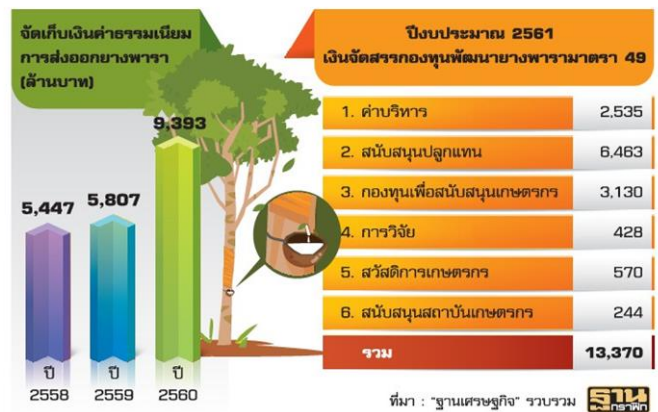 จัดเก็บเงินค่าธรรมเนียม
การส่งออกยางพารา
(ล้านบาท)
5,447
5,807
9,393
ปี
2558
ปี
2559
ปี
2560
ปีงบประมาณ 2561
เงินจัดสรรกองทุนพัฒนายางพารามาตรา 49
1. ค่าบริหาร 2,535
2. สนับสนุนปลูกแทน 6,463
3. กองทุนเพื่อสนับสนุนเกษตรกร 3,130
4. การวิจัย 428
5. สวัสดิการเกษตรกร 570
6. สนับสนุนสถาบันเกษตรกร 244
รวม 13,370
ที่มา : "ฐานเศรษฐกิจ" รวบรวม
ฐาน
กราฟิก